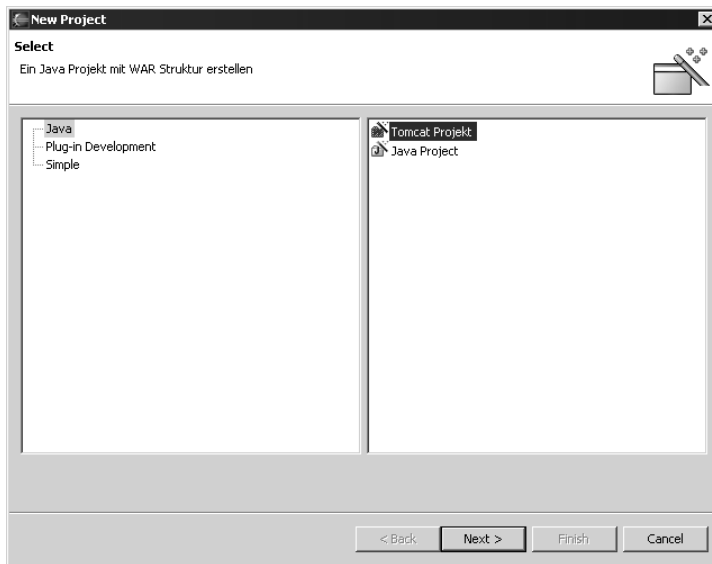 New Project
Select
Ein Java Projekt mit WAR Struktur erstellen
Java
Plug-in Development
Simple
Tomcat Projekt
Java Project
< Back
Next >
Finish
Cancel